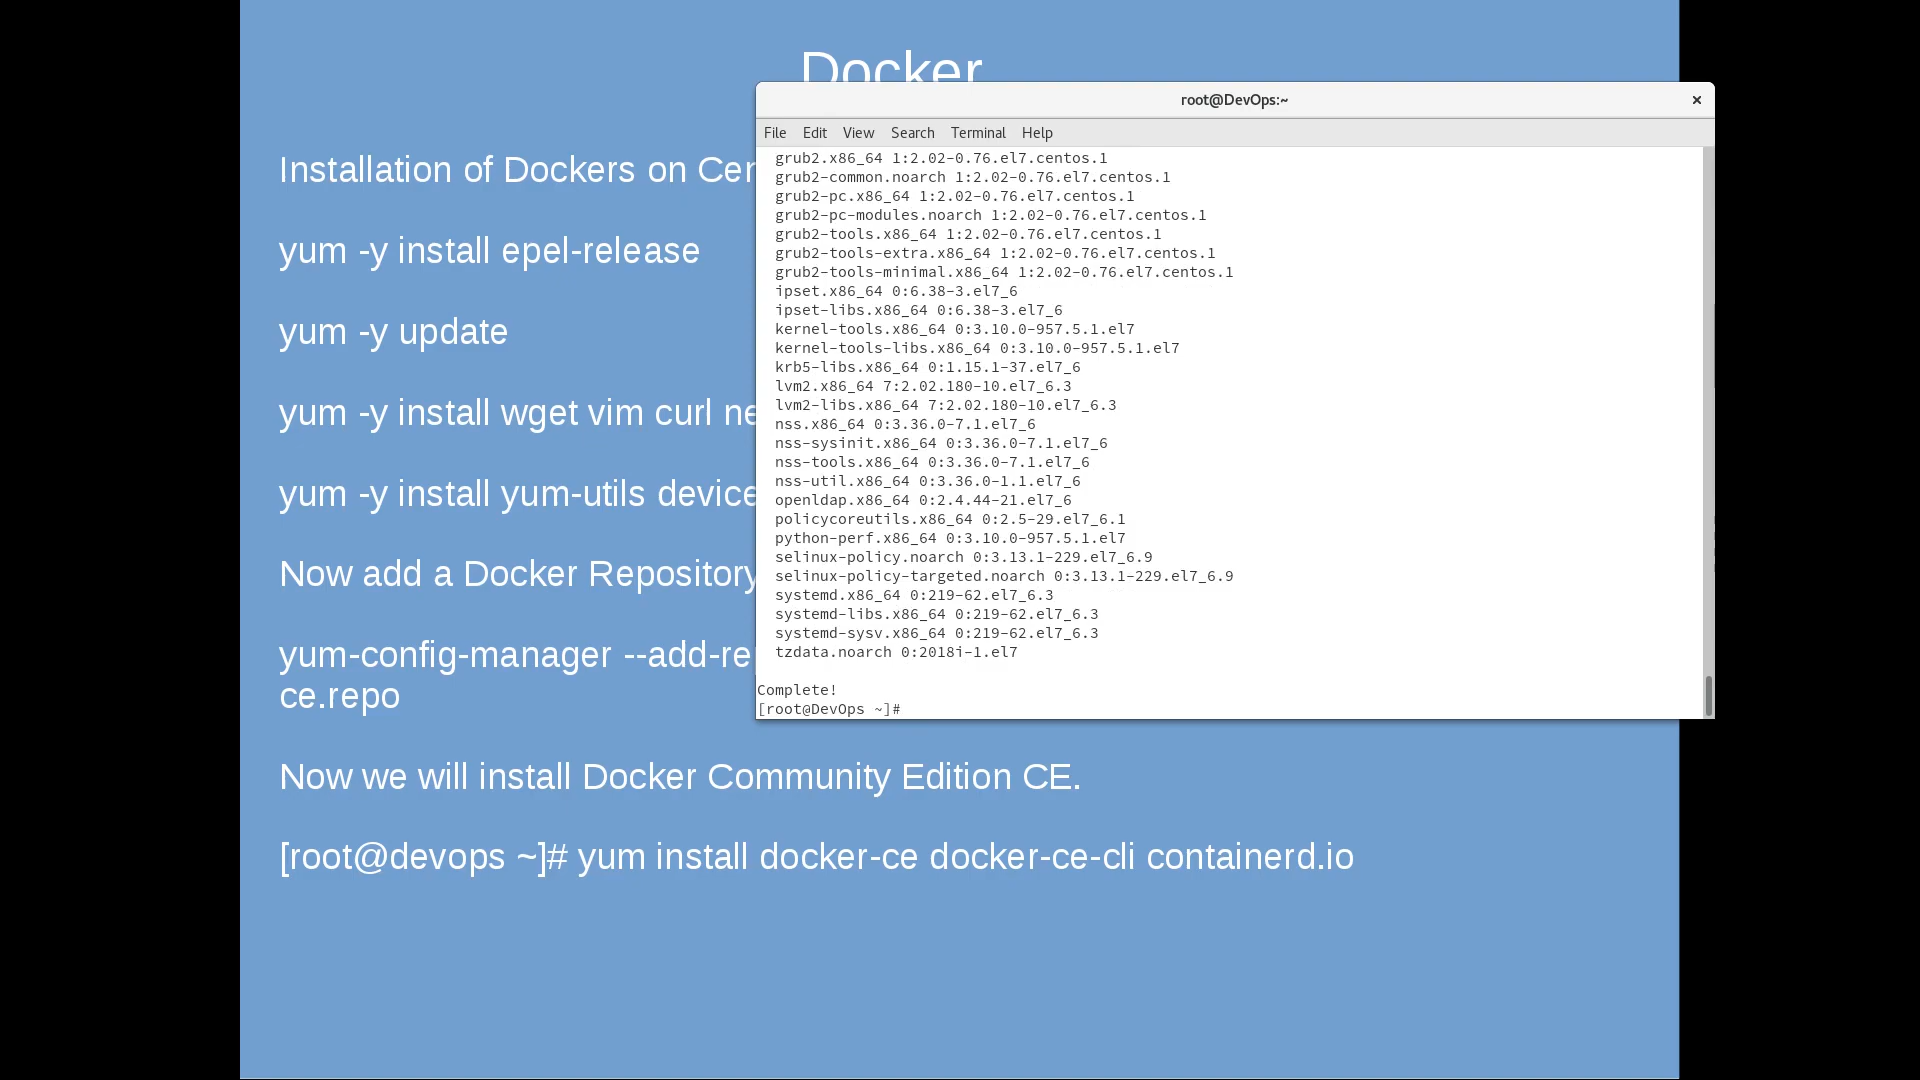 Docker
Installation of Dockers on Cen
yum -y install epel-release
yum -y update
yum -y install wget vim curl ne
yum -y install yum-utils device
Now add a Docker Repository
yum-config-manager --add-re
ce.repo
Now we will install Docker Community Edition CE.
[root@devops ~]# yum install docker-ce docker-ce-cli containerd.io
root@DevOps:~
File Edit View Search Terminal Help
grub2.x86_64 1:2.02-0.76.el7.centos.1
grub2-common.noarch 1:2.02-0.76.el7.centos.1
grub2-pc.x86_64 1:2.02-0.76.el7.centos.1
grub2-pc-modules.noarch 1:2.02-0.76.el7.centos.1
grub2-tools.x86_64 1:2.02-0.76.el7.centos.1
grub2-tools-extra.x86_64 1:2.02-0.76.el7.centos.1
grub2-tools-minimal.x86_64 1:2.02-0.76.el7.centos.1
ipset.x86_64 0:6.38-3.el7_6
ipset-libs.x86_64 0:6.38-3.el7_6
kernel-tools.x86_64 0:3.10.0-957.5.1.el7
kernel-tools-libs.x86_64 0:3.10.0-957.5.1.el7
krb5-libs.x86_64 0:1.15.1-37.el7_6
lvm2.x86_64 7:2.02.180-10.el7_6.3
lvm2-libs.x86_64 7:2.02.180-10.el7_6.3
nss.x86_64 0:3.36.0-7.1.el7_6
nss-sysinit.x86_64 0:3.36.0-7.1.el7_6
nss-tools.x86_64 0:3.36.0-7.1.el7_6
nss-util.x86_64 0:3.36.0-1.1.el7_6
openldap.x86_64 0:2.4.44-21.el7_6
policycoreutils.x86_64 0:2.5-29.el7_6.1
python-perf.x86_64 0:3.10.0-957.5.1.el7
selinux-policy.noarch 0:3.13.1-229.el7_6.9
selinux-policy-targeted.noarch 0:3.13.1-229.el7_6.9
systemd.x86_64 0:219-62.el7_6.3
systemd-libs.x86_64 0:219-62.el7_6.3
systemd-sysv.x86_64 0:219-62.el7_6.3
tzdata.noarch 0:2018i-1.el7
Complete!
[root@DevOps ~]#